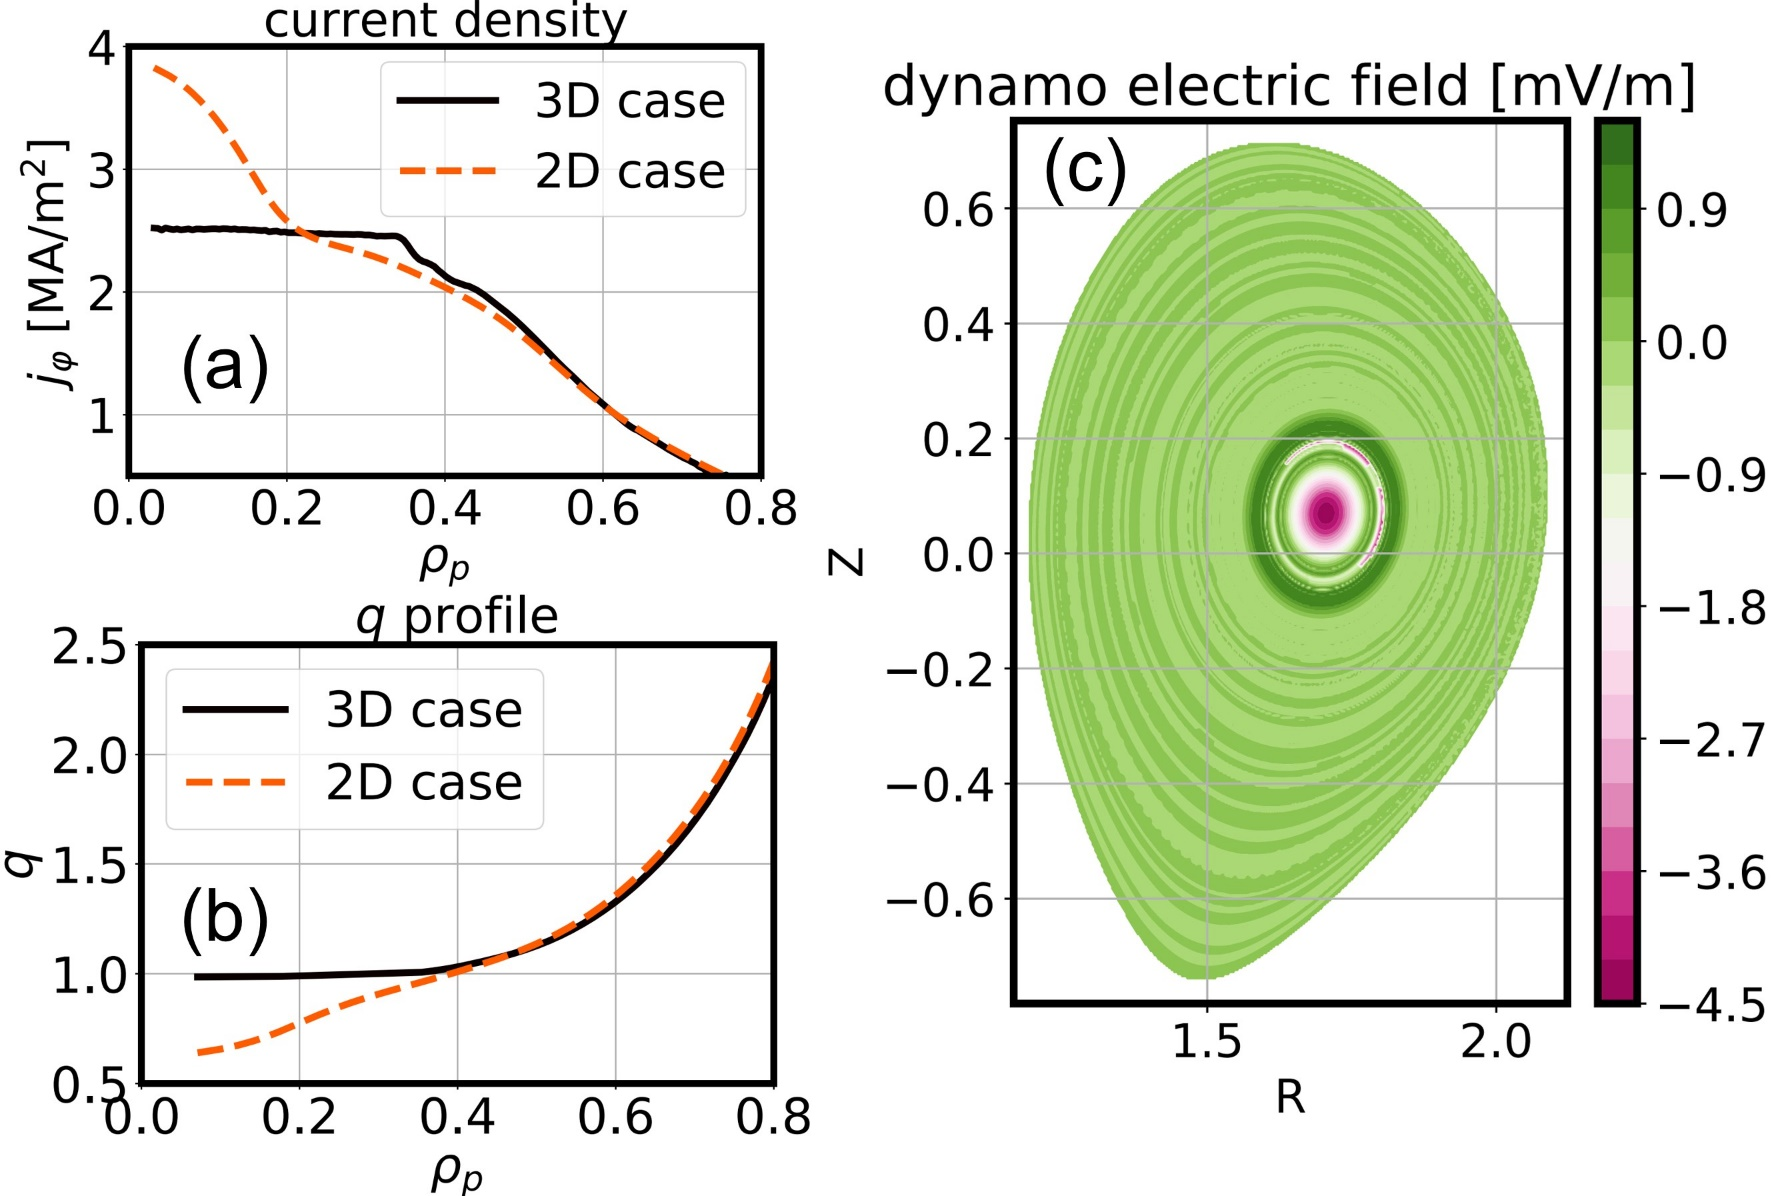 current density
4
3
2
1
j_φ [MA/m²]
3D case
2D case
(a)
0.0 0.2 0.4 0.6 0.8
ρ_p
q profile
2.5
2.0
1.5
1.0
0.5
q
3D case
2D case
(b)
0.0 0.2 0.4 0.6 0.8
ρ_p
dynamo electric field [mV/m]
(c)
0.6
0.4
0.2
0.0
−0.2
−0.4
−0.6
Z
1.5 2.0
R
0.9
0.0
−0.9
−1.8
−2.7
−3.6
−4.5